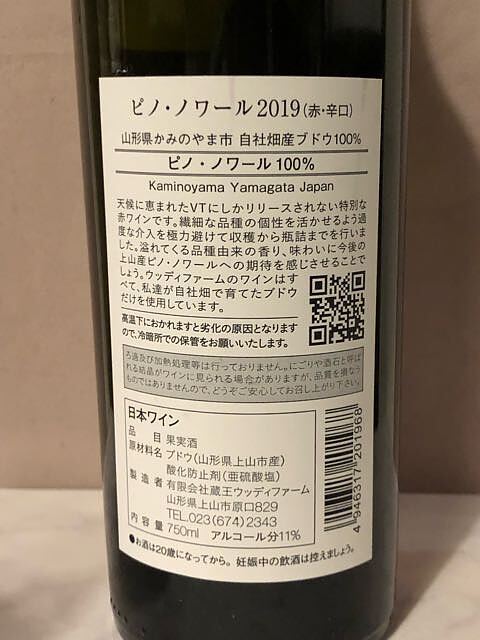 ピノ・ノワール2019(赤・辛口)
山形県かみのやま市 自社畑産ブドウ100%
ピノ・ノワール100%
Kaminoyama Yamagata Japan
天候に恵まれたVTにしかリリースされない特別な
赤ワインです。繊細な品種の個性を活かせるよう過
度な介入を極力避けて収穫から瓶詰までを行いま
した。溢れてくる品種由来の香り、味わいに今後の
上山産ピノ・ノワールへの期待を感じさせることで
しょう。ウッディファームのワインはす
べて、私達が自社畑で育てたブドウ
だけを使用しています。
高温下におかれますと劣化の原因となります
ので、冷暗所での保管をお願いいたします。
ろ過及び加熱処理等は行っておりません。にごりや酒石と呼ば
れる結晶がワインに見られる場合がありますが、品質を損なう
ものではありませんので、どうぞご安心してお召し上がり下さい。
日本ワイン
品目 果実酒
原材料名 ブドウ(山形県上山市産)
酸化防止剤(亜硫酸塩)
製造者 有限会社蔵王ウッディファーム
山形県上山市原口829
TEL.023(674)2343
内容量 750ml アルコール分11%
4946317201968
●お酒は20歳になってから。妊娠中の飲酒は控えましょう。